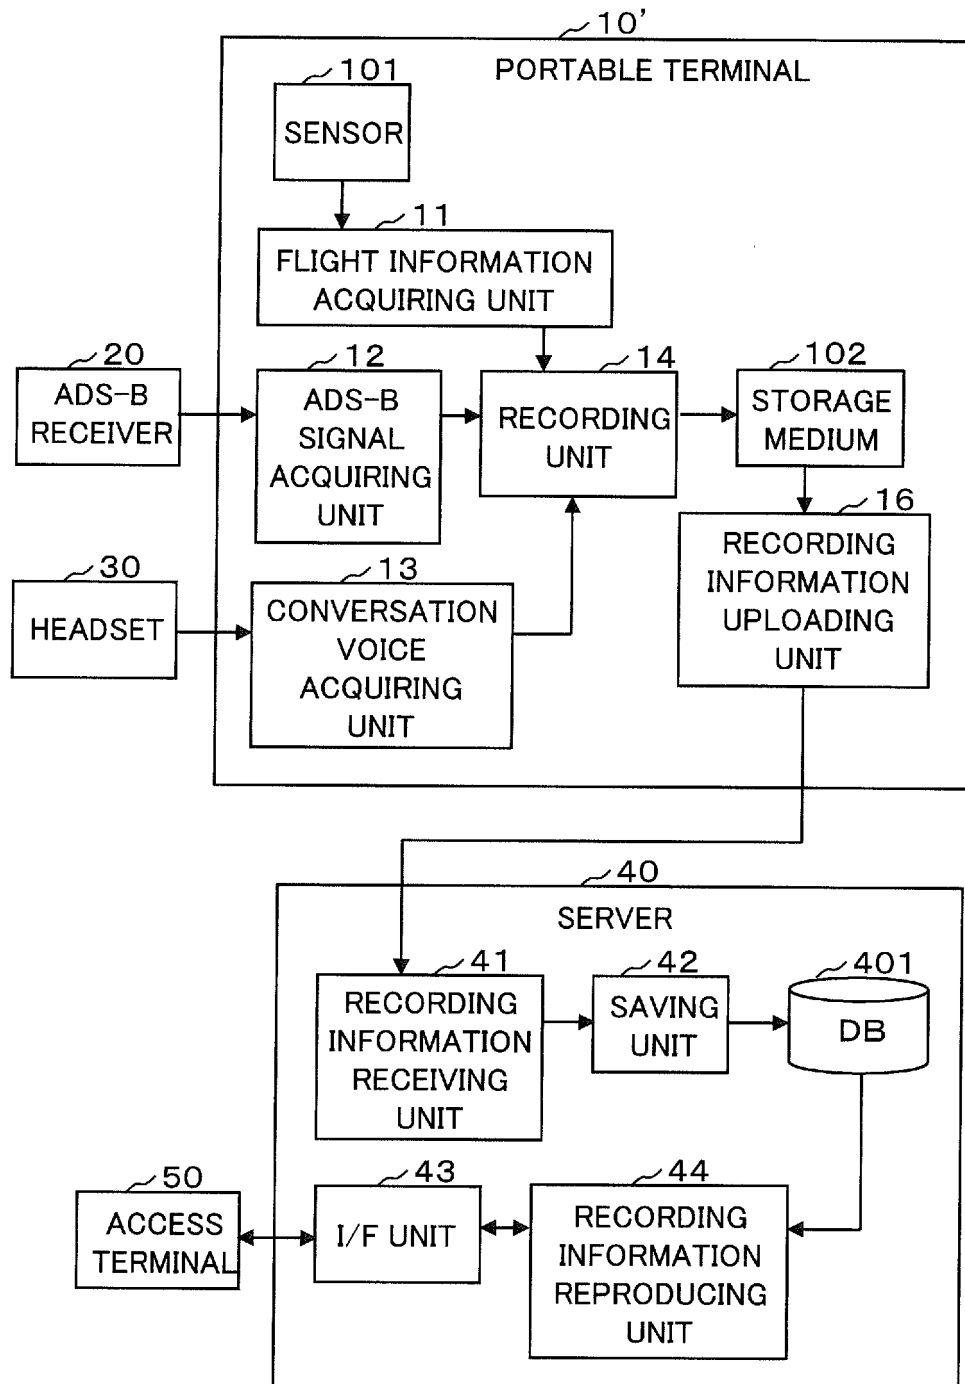 10'
PORTABLE TERMINAL
101
SENSOR
11
FLIGHT INFORMATION
ACQUIRING UNIT
20
ADS-B
RECEIVER
12
ADS-B
SIGNAL
ACQUIRING
UNIT
14
RECORDING
UNIT
102
STORAGE
MEDIUM
16
RECORDING
INFORMATION
UPLOADING
UNIT
30
HEADSET
13
CONVERSATION
VOICE
ACQUIRING
UNIT
40
SERVER
41
RECORDING
INFORMATION
RECEIVING
UNIT
42
SAVING
UNIT
401
DB
50
ACCESS
TERMINAL
43
I/F UNIT
44
RECORDING
INFORMATION
REPRODUCING
UNIT